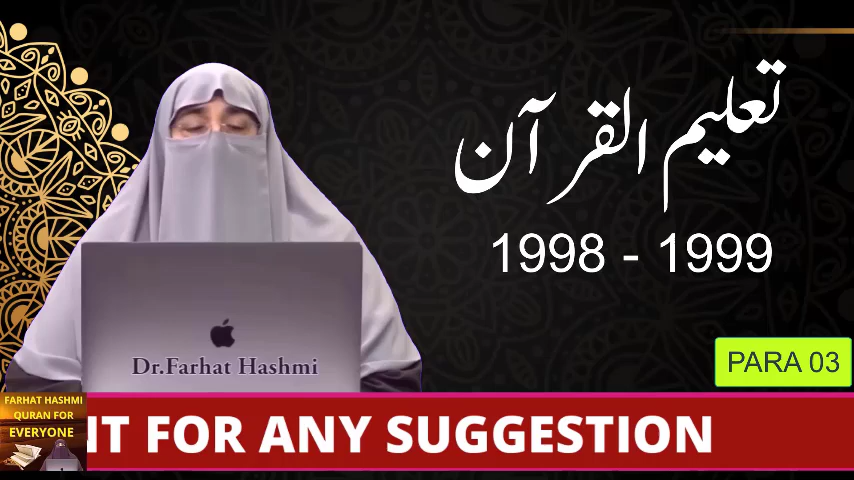 تعلیم القرآن
1998 - 1999
Dr.Farhat Hashmi
PARA 03
FARHAT HASHMI
QURAN FOR
EVERYONE
NT FOR ANY SUGGESTION